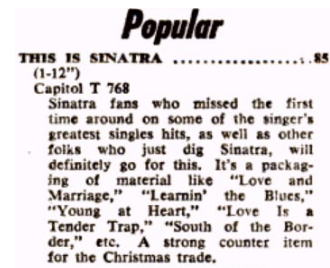 Popular
THIS IS SINATRA ..................85
(1-12")
Capitol T 768
Sinatra fans who missed the first
time around on some of the singer's
greatest singles hits, as well as other
folks who just dig Sinatra, will
definitely go for this. It's a packag-
ing of material like "Love and
Marriage," "Learnin' the Blues,"
"Young at Heart," "Love Is a
Tender Trap," "South of the Bor-
der," etc. A strong counter item
for the Christmas trade.